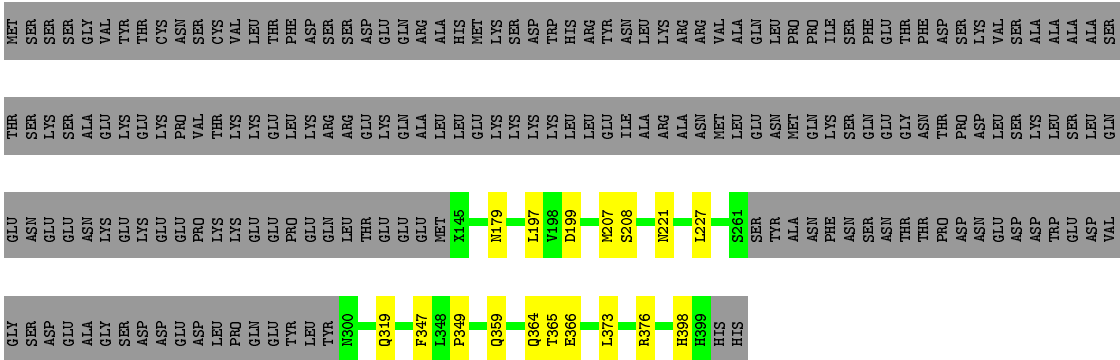 MET SER SER SER SER GLY VAL TYR THR CYS ASN SER CYS VAL LEU THR PHE ASP SER SER ASP GLU GLN ARG ALA HIS MET LYS SER ASP TRP HIS ARG TYR ASN LEU LYS ARG ARG VAL ALA GLN LEU PRO PRO ILE SER PHE GLU THR PHE ASP SER LYS VAL SER ALA ALA ALA ALA SER
THR SER LYS SER ALA GLU LYS GLU LYS PRO VAL THR LYS LYS GLU LEU LYS ARG ARG GLU LYS GLN ALA LEU LEU GLU LYS LYS LYS LYS LEU LEU GLU ILE ALA ARG ALA ASN MET LEU GLU ASN MET GLN LYS SER GLN GLU GLY ASN THR PRO ASP LEU SER LYS LEU SER LEU GLN
GLU ASN GLU GLU ASN LYS GLU LYS GLU GLU PRO LYS LYS GLU GLU PRO GLU GLN LEU THR GLU GLU GLU MET X145 N179 L197 V198 D199 M207 S208 N221 L227 S261 SER TYR ALA ASN PHE ASN SER ASN THR THR PRO ASP ASN GLU ASP ASP TRP GLU ASP VAL
GLY SER ASP GLU ALA GLY SER ASP ASP GLU ASP LEU PRO GLN GLU TYR LEU TYR N300 Q319 F347 L348 P349 Q359 Q364 T365 E366 L373 R376 H398 H399 HIS HIS